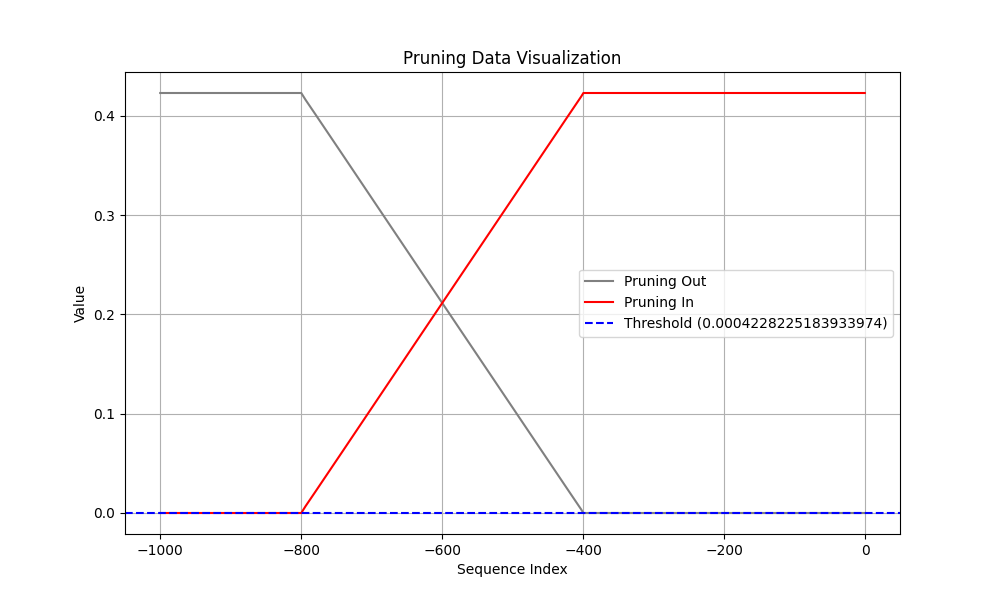 Pruning Data Visualization
Value
0.4
0.3
0.2
0.1
0.0
Pruning Out
Pruning In
Threshold (0.0004228225183933974)
−1000 −800 −600 −400 −200 0
Sequence Index